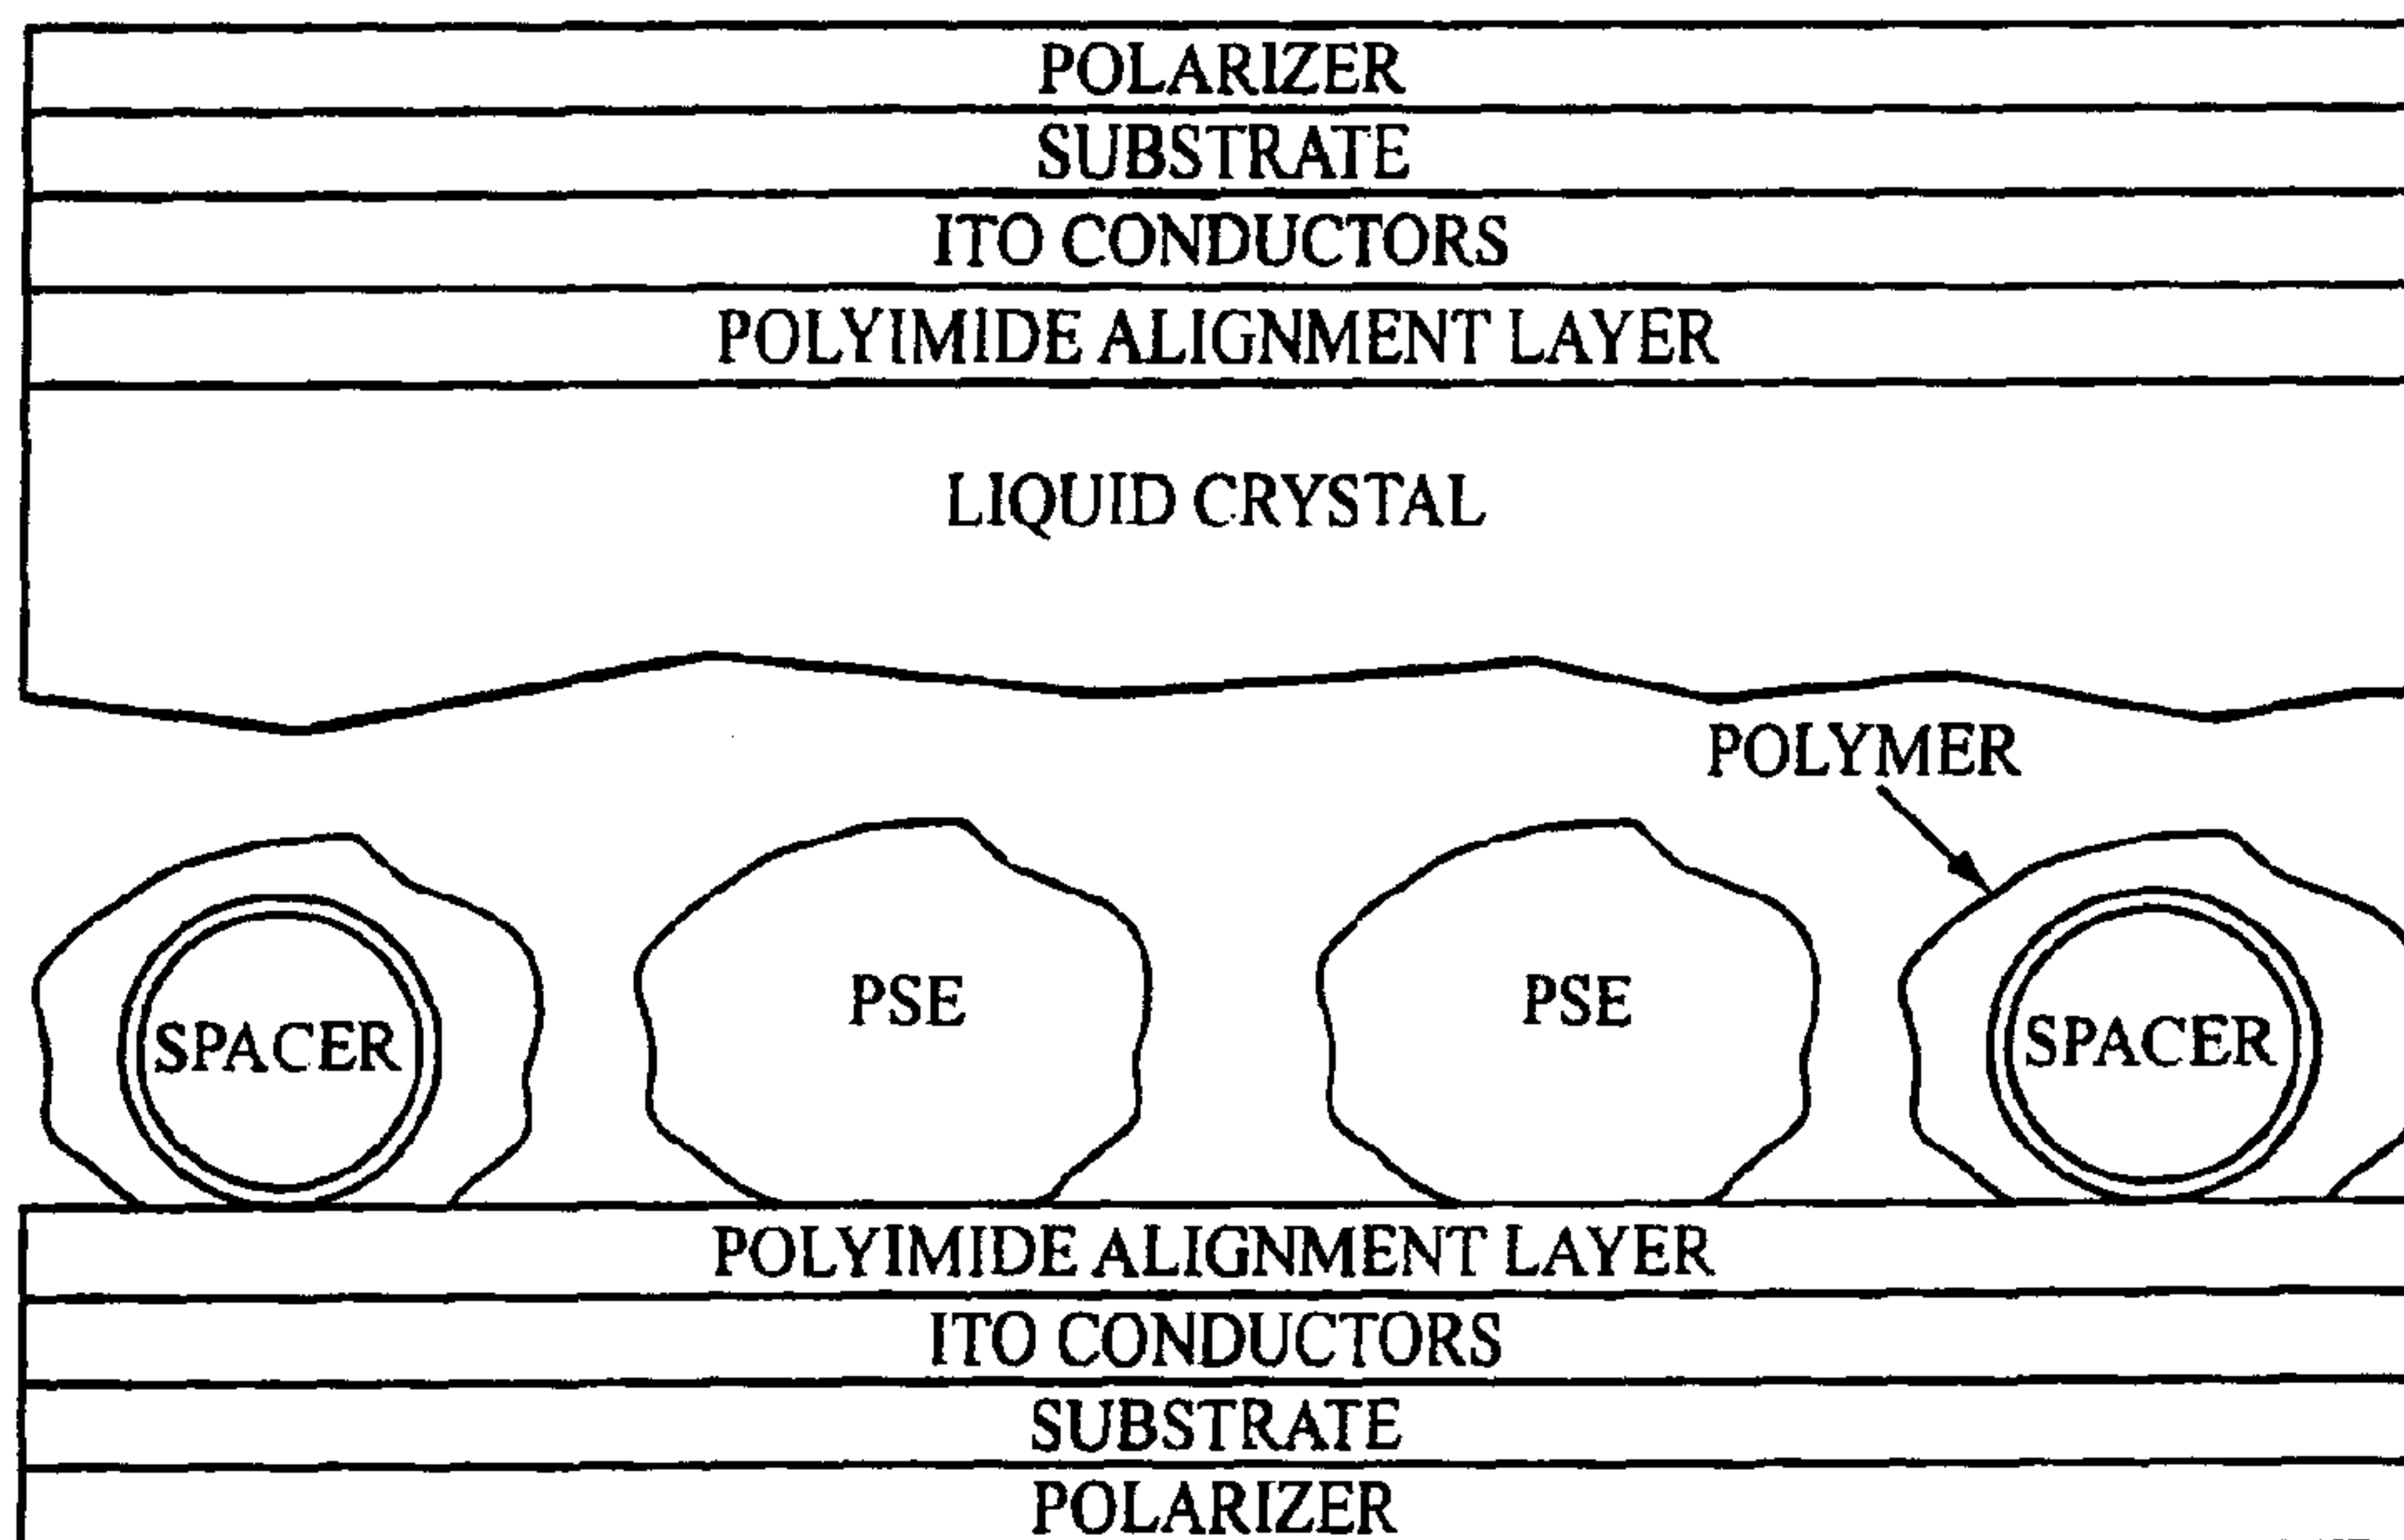 POLARIZER
SUBSTRATE
ITO CONDUCTORS
POLYIMIDE ALIGNMENT LAYER
LIQUID CRYSTAL
POLYMER
SPACER
PSE
PSE
SPACER
POLYIMIDE ALIGNMENT LAYER
ITO CONDUCTORS
SUBSTRATE
POLARIZER